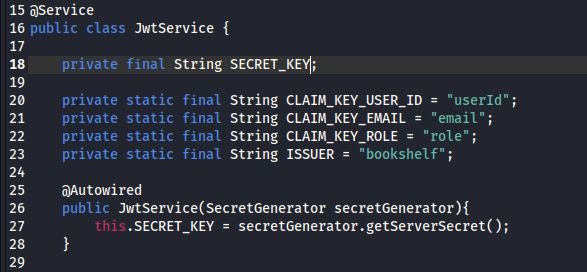 15 @Service
16 public class JwtService {
17
18     private final String SECRET_KEY;
19
20     private static final String CLAIM_KEY_USER_ID = "userId";
21     private static final String CLAIM_KEY_EMAIL = "email";
22     private static final String CLAIM_KEY_ROLE = "role";
23     private static final String ISSUER = "bookshelf";
24
25     @Autowired
26     public JwtService(SecretGenerator secretGenerator){
27         this.SECRET_KEY = secretGenerator.getServerSecret();
28     }
29